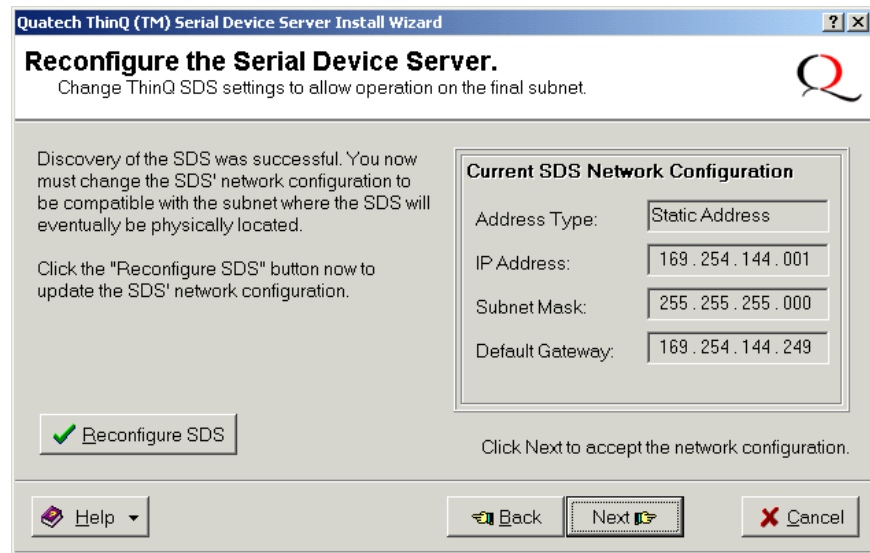 Quatech ThinQ (TM) Serial Device Server Install Wizard
Reconfigure the Serial Device Server.
Change ThinQ SDS settings to allow operation on the final subnet.
Discovery of the SDS was successful. You now
must change the SDS' network configuration to
be compatible with the subnet where the SDS will
eventually be physically located.
Click the "Reconfigure SDS" button now to
update the SDS' network configuration.
Reconfigure SDS
Current SDS Network Configuration
Address Type: Static Address
IP Address: 169.254.144.001
Subnet Mask: 255.255.255.000
Default Gateway: 169.254.144.249
Click Next to accept the network configuration.
Help
Back
Next
Cancel